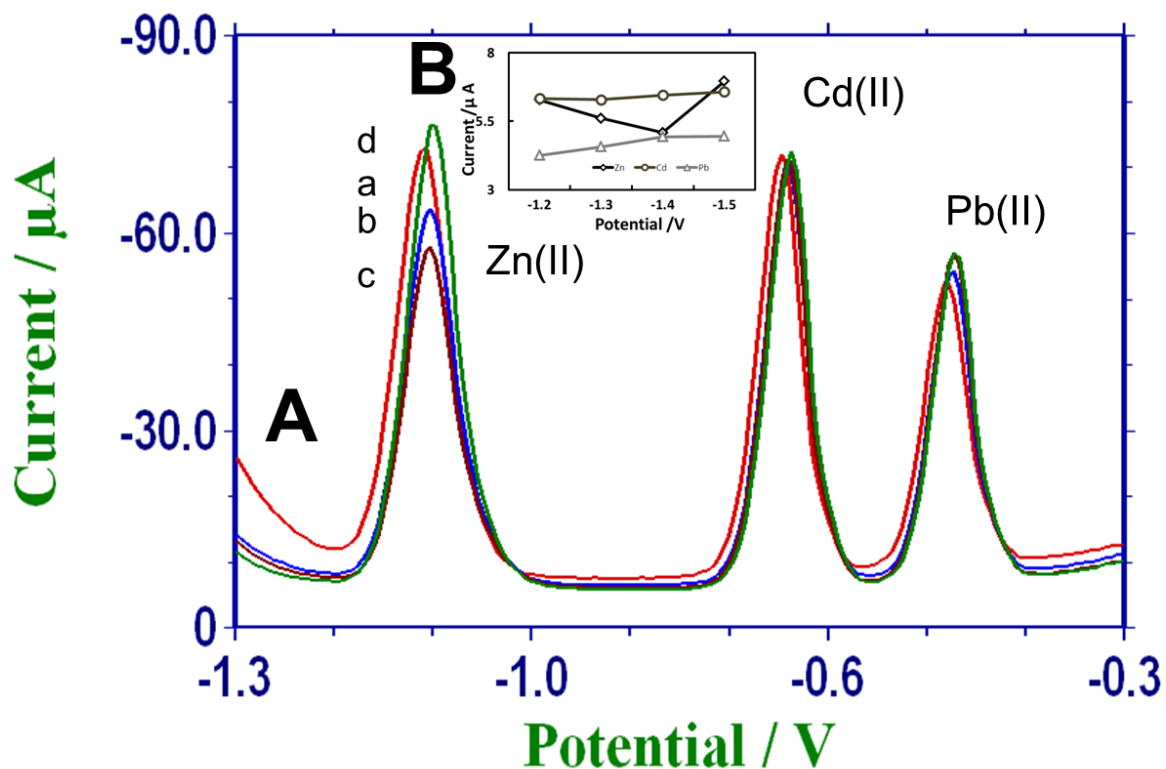 -90.0
-60.0
-30.0
0
Current / μA
-1.3
-1.0
-0.6
-0.3
Potential / V
A
B
d
a
b
c
Zn(II)
Cd(II)
Pb(II)
8
5.5
3
Current /μ A
Zn
Cd
Pb
-1.2
-1.3
-1.4
-1.5
Potential /V